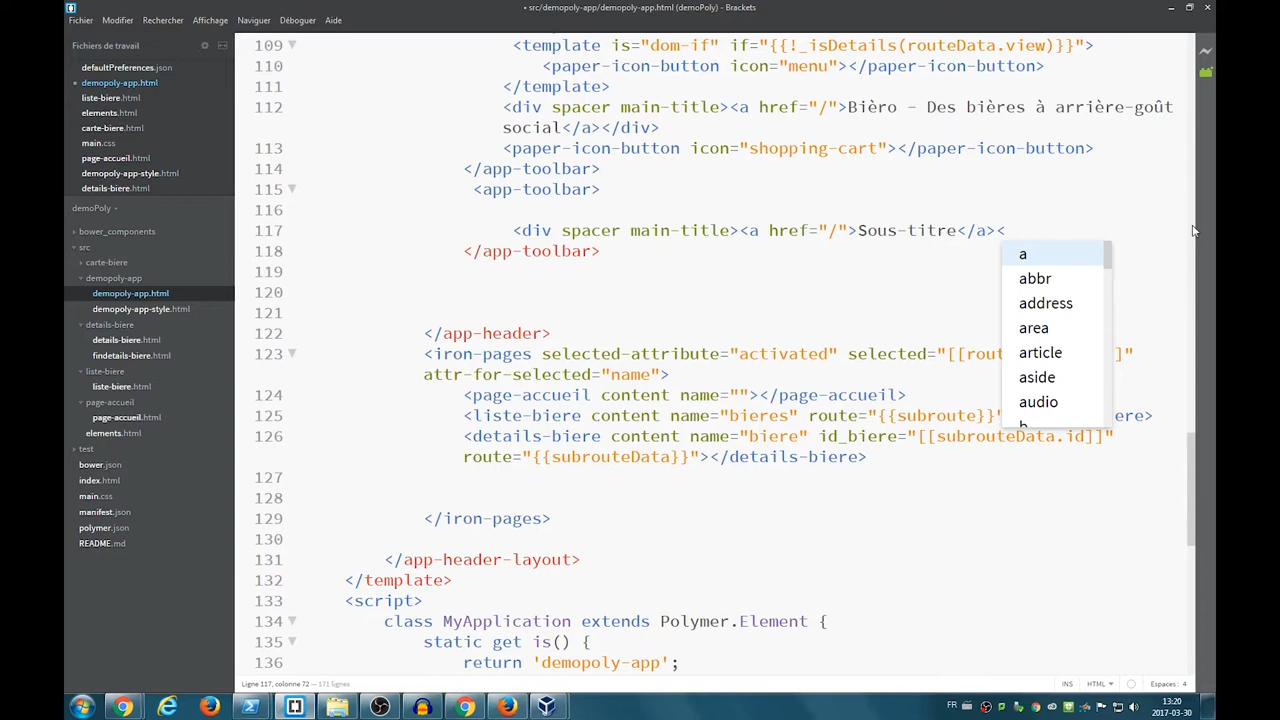 • src/demopoly-app/demopoly-app.html (demoPoly) - Brackets
Fichier Modifier Rechercher Affichage Naviguer Déboguer Aide
Fichiers de travail
defaultPreferences.json
demopoly-app.html
liste-biere.html
elements.html
carte-biere.html
main.css
page-accueil.html
demopoly-app-style.html
details-biere.html
demoPoly
bower_components
src
carte-biere
demopoly-app
demopoly-app.html
demopoly-app-style.html
details-biere
details-biere.html
findetails-biere.html
liste-biere
liste-biere.html
page-accueil
page-accueil.html
elements.html
test
bower.json
index.html
main.css
manifest.json
polymer.json
README.md
109 <template is="dom-if" if="{{!_isDetails(routeData.view)}}">
110 <paper-icon-button icon="menu"></paper-icon-button>
111 </template>
112 <div spacer main-title><a href="/">Bièro - Des bières à arrière-goût
social</a></div>
113 <paper-icon-button icon="shopping-cart"></paper-icon-button>
114 </app-toolbar>
115 <app-toolbar>
116
117 <div spacer main-title><a href="/">Sous-titre</a><
118 </app-toolbar>
119
120
121
122 </app-header>
123 <iron-pages selected-attribute="activated" selected="[[rout ]]"
attr-for-selected="name">
124 <page-accueil content name=""></page-accueil>
125 <liste-biere content name="bieres" route="{{subroute}}" ere>
126 <details-biere content name="biere" id_biere="[[subrouteData.id]]"
route="{{subrouteData}}"></details-biere>
127
128
129 </iron-pages>
130
131 </app-header-layout>
132 </template>
133 <script>
134 class MyApplication extends Polymer.Element {
135 static get is() {
136 return 'demopoly-app';
a
abbr
address
area
article
aside
audio
Ligne 117, colonne 72 — 171 lignes
INS HTML Espaces : 4
FR
13:20
2017-03-30